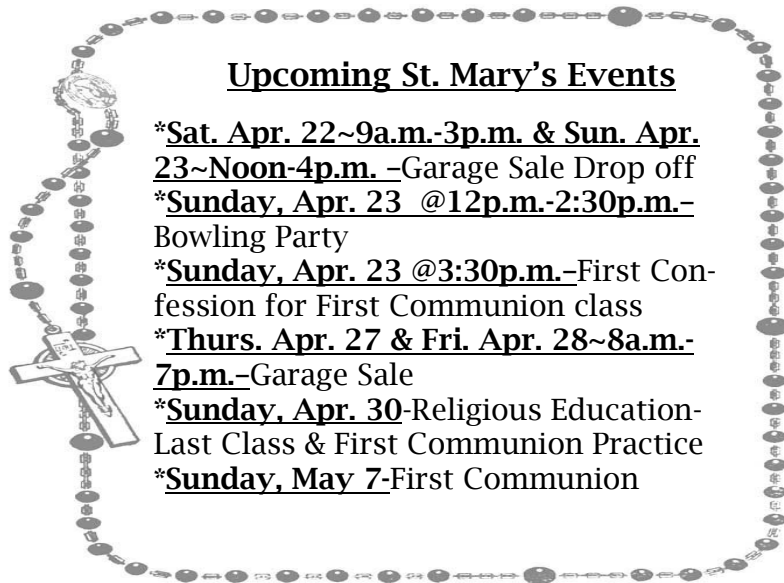 Upcoming St. Mary’s Events
*Sat. Apr. 22~9a.m.-3p.m. & Sun. Apr.
23~Noon-4p.m. –Garage Sale Drop off
*Sunday, Apr. 23  @12p.m.-2:30p.m.–
Bowling Party
*Sunday, Apr. 23 @3:30p.m.–First Con-
fession for First Communion class
*Thurs. Apr. 27 & Fri. Apr. 28~8a.m.-
7p.m.–Garage Sale
*Sunday, Apr. 30-Religious Education-
Last Class & First Communion Practice
*Sunday, May 7-First Communion